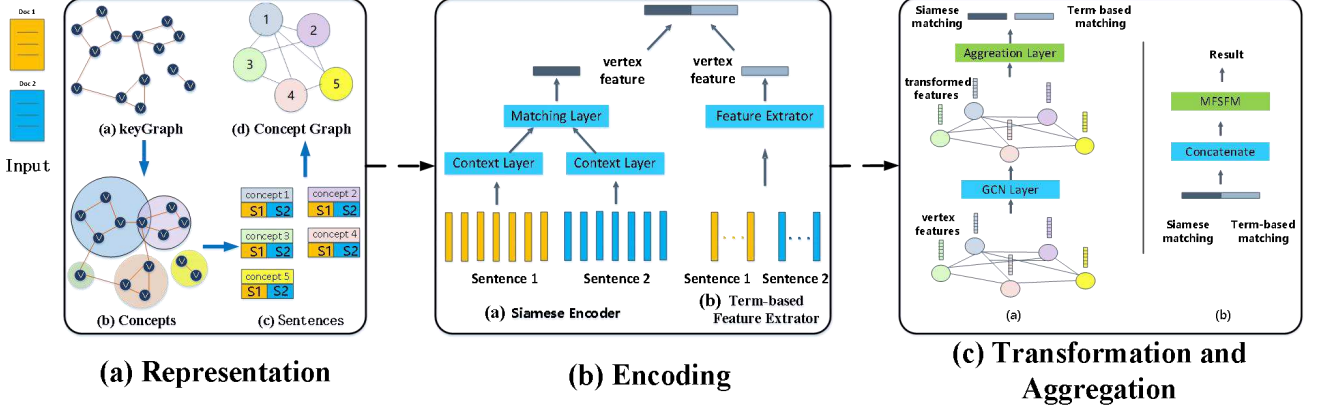 Doc 1
Doc 2
Input
V V V V V V V V V V V V V V
(a) keyGraph
1
2
3
4
5
(d) Concept Graph
V V V V V V V V V V V V V V
(b) Concepts
concept 1
S1 S2
concept 2
S1 S2
concept 3
S1 S2
concept 4
S1 S2
concept 5
S1 S2
(c) Sentences
(a) Representation
vertex
feature
vertex
feature
Matching Layer
Feature Extrator
Context Layer
Context Layer
Sentence 1
Sentence 2
Sentence 1
Sentence 2
(a) Siamese Encoder
(b) Term-based
Feature Extrator
(b) Encoding
Siamese
matching
Term-based
matching
Aggreation Layer
transformed
features
GCN Layer
vertex
features
(a)
Result
MFSFM
Concatenate
Siamese
matching
Term-based
matching
(b)
(c) Transformation and
Aggregation